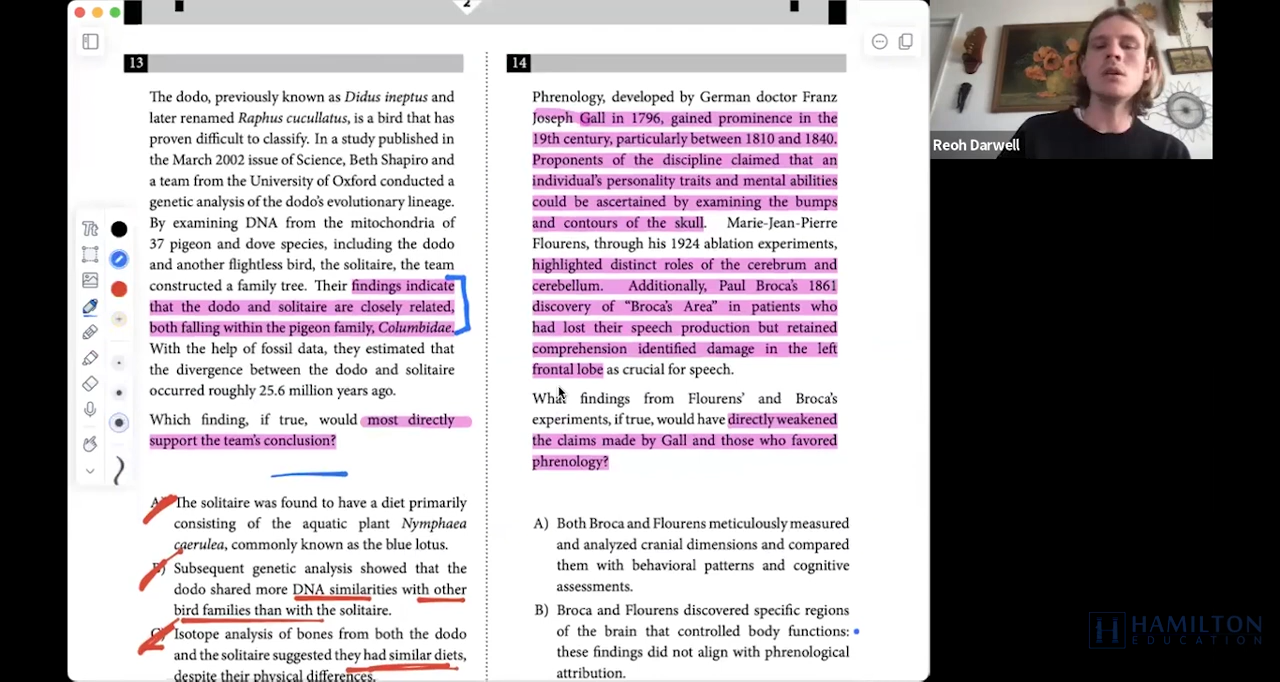 2
13
The dodo, previously known as Didus ineptus and
later renamed Raphus cucullatus, is a bird that has
proven difficult to classify. In a study published in
the March 2002 issue of Science, Beth Shapiro and
a team from the University of Oxford conducted a
genetic analysis of the dodo's evolutionary lineage.
By examining DNA from the mitochondria of
37 pigeon and dove species, including the dodo
and another flightless bird, the solitaire, the team
constructed a family tree. Their findings indicate
that the dodo and solitaire are closely related,
both falling within the pigeon family, Columbidae.
With the help of fossil data, they estimated that
the divergence between the dodo and solitaire
occurred roughly 25.6 million years ago.
Which finding, if true, would most directly
support the team's conclusion?
A) The solitaire was found to have a diet primarily
consisting of the aquatic plant Nymphaea
caerulea, commonly known as the blue lotus.
B) Subsequent genetic analysis showed that the
dodo shared more DNA similarities with other
bird families than with the solitaire.
C) Isotope analysis of bones from both the dodo
and the solitaire suggested they had similar diets,
despite their physical differences.
14
Phrenology, developed by German doctor Franz
Joseph Gall in 1796, gained prominence in the
19th century, particularly between 1810 and 1840.
Proponents of the discipline claimed that an
individual's personality traits and mental abilities
could be ascertained by examining the bumps
and contours of the skull. Marie-Jean-Pierre
Flourens, through his 1924 ablation experiments,
highlighted distinct roles of the cerebrum and
cerebellum. Additionally, Paul Broca's 1861
discovery of "Broca's Area" in patients who
had lost their speech production but retained
comprehension identified damage in the left
frontal lobe as crucial for speech.
What findings from Flourens' and Broca's
experiments, if true, would have directly weakened
the claims made by Gall and those who favored
phrenology?
A) Both Broca and Flourens meticulously measured
and analyzed cranial dimensions and compared
them with behavioral patterns and cognitive
assessments.
B) Broca and Flourens discovered specific regions
of the brain that controlled body functions:
these findings did not align with phrenological
attribution.
Reoh Darwell
HAMILTON
EDUCATION